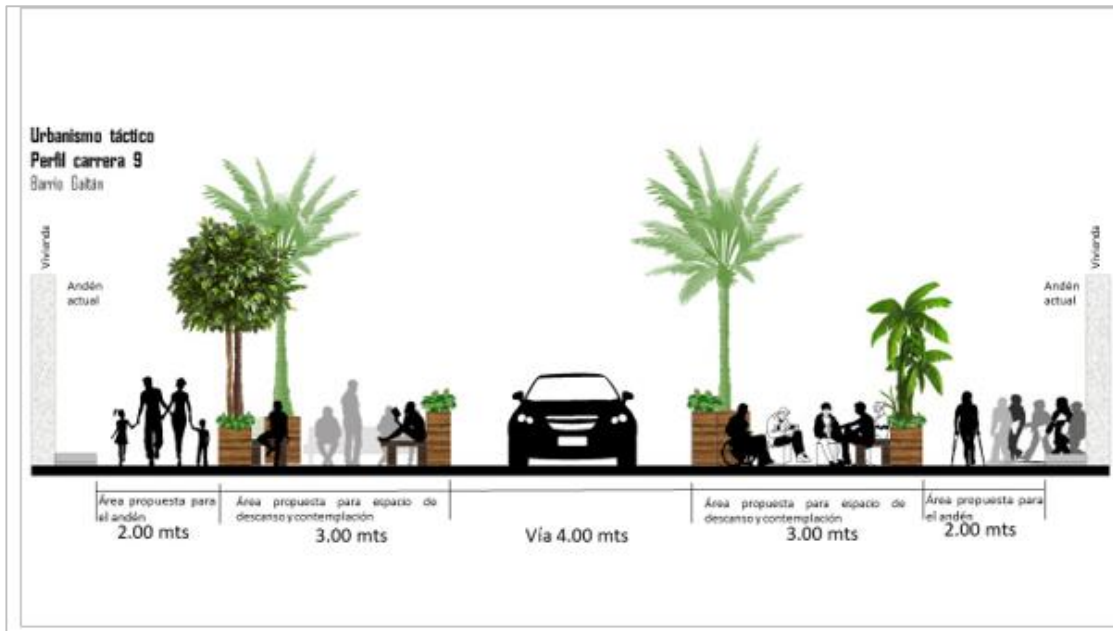 Urbanismo táctico
Perfil carrera 9
Barrio Gaitán
Vivienda
Andén
actual
Andén
actual
Vivienda
Área propuesta para
el andén
2.00 mts
Área propuesta para espacio de
descanso y contemplación
3.00 mts
Vía 4.00 mts
Área propuesta para espacio de
descanso y contemplación
3.00 mts
Área propuesta para
el andén
2.00 mts